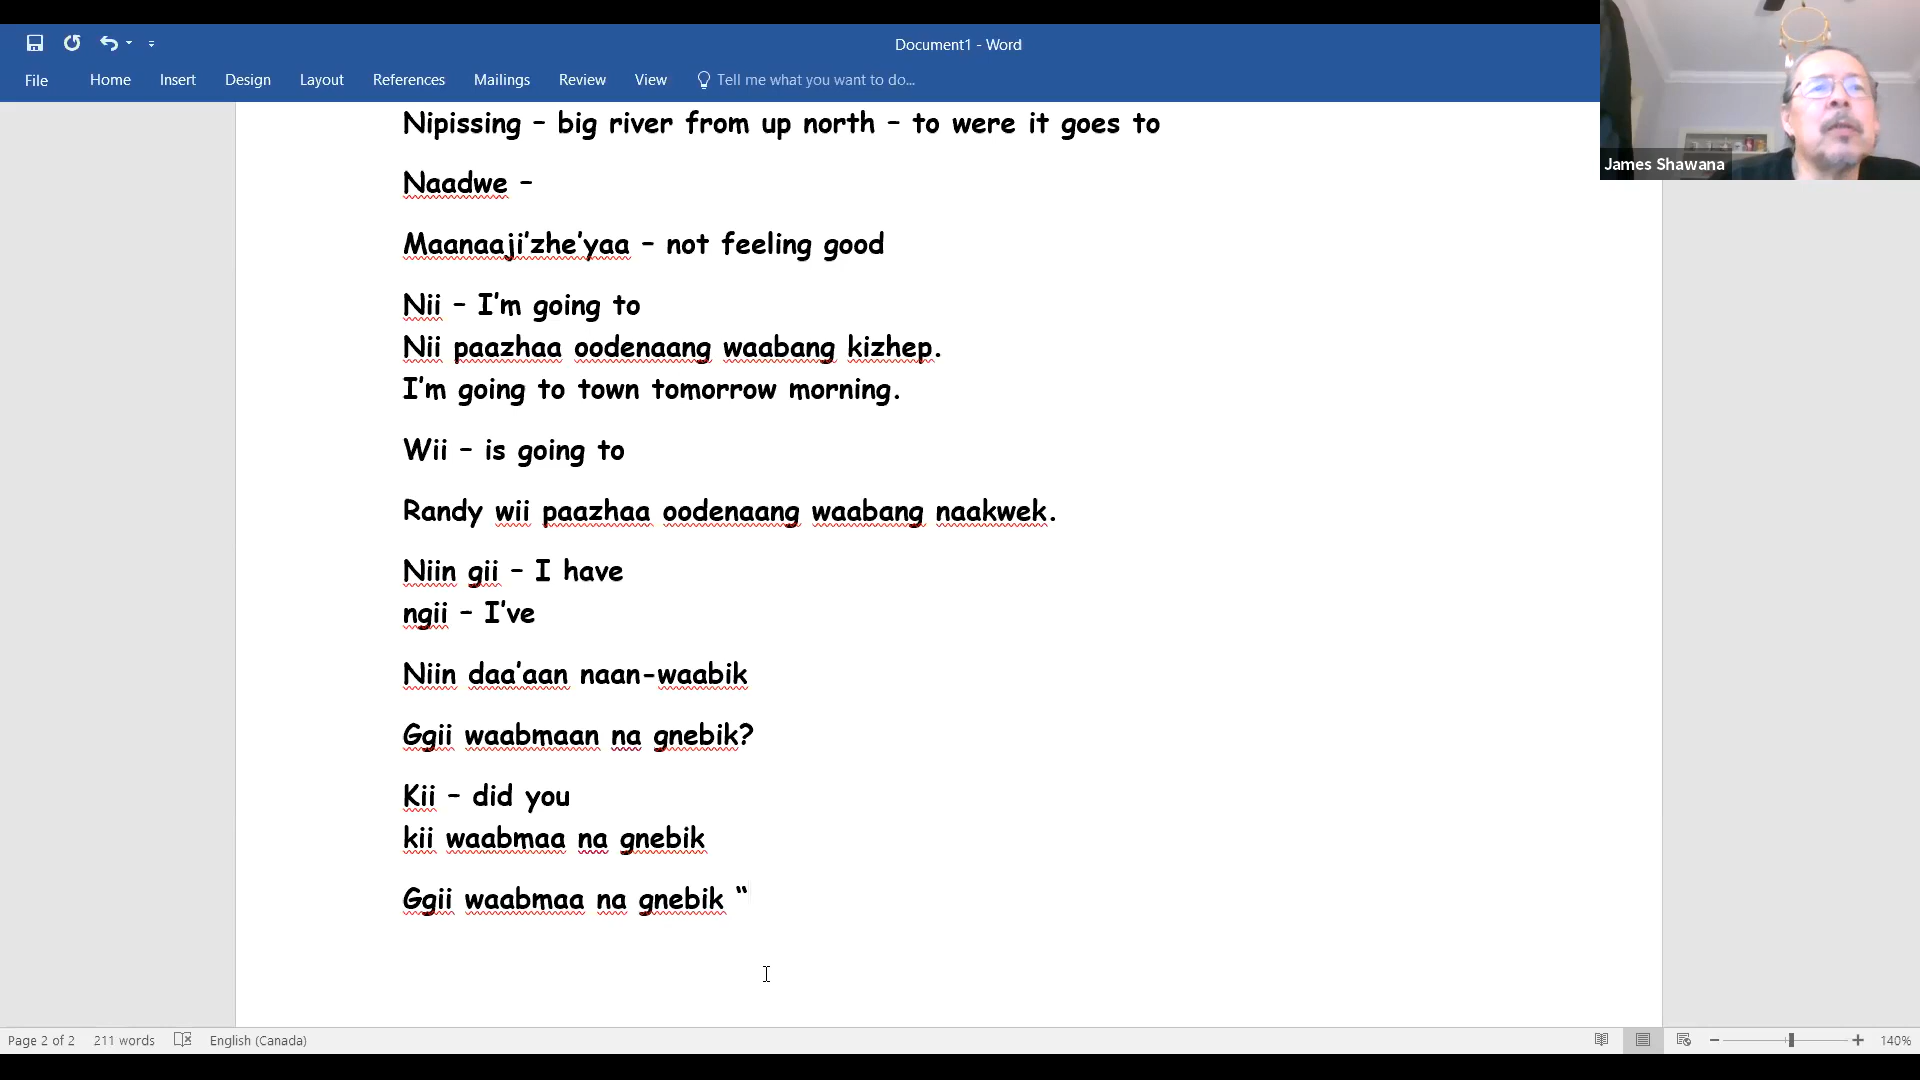 Document1 - Word
File Home Insert Design Layout References Mailings Review View Tell me what you want to do...
James Shawana
Nipissing – big river from up north – to were it goes to
Naadwe –
Maanaaji’zhe’yaa – not feeling good
Nii – I’m going to
Nii paazhaa oodenaang waabang kizhep.
I’m going to town tomorrow morning.
Wii – is going to
Randy wii paazhaa oodenaang waabang naakwek.
Niin gii – I have
ngii – I’ve
Niin daa’aan naan-waabik
Ggii waabmaan na gnebik?
Kii – did you
kii waabmaa na gnebik
Ggii waabmaa na gnebik “
Page 2 of 2 211 words English (Canada) 140%